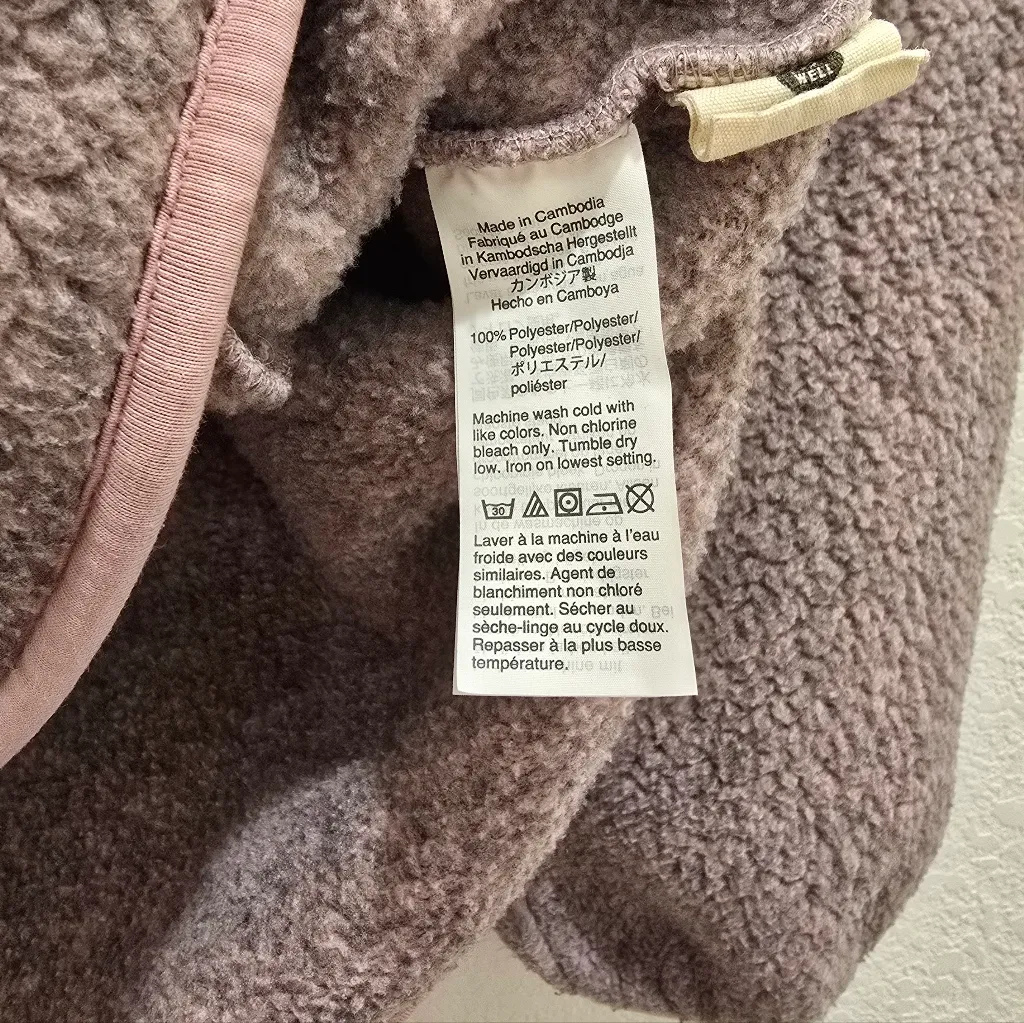 WELL
Made in Cambodia
Fabriqué au Cambodge
in Kambodscha Hergestellt
Vervaardigd in Cambodja
カンボジア製
Hecho en Camboya
100% Polyester/Polyester/
Polyester/Polyester/
ポリエステル/
poliéster
Machine wash cold with
like colors. Non chlorine
bleach only. Tumble dry
low. Iron on lowest setting.
30
Laver à la machine à l'eau
froide avec des couleurs
similaires. Agent de
blanchiment non chloré
seulement. Sécher au
sèche-linge au cycle doux.
Repasser à la plus basse
température.